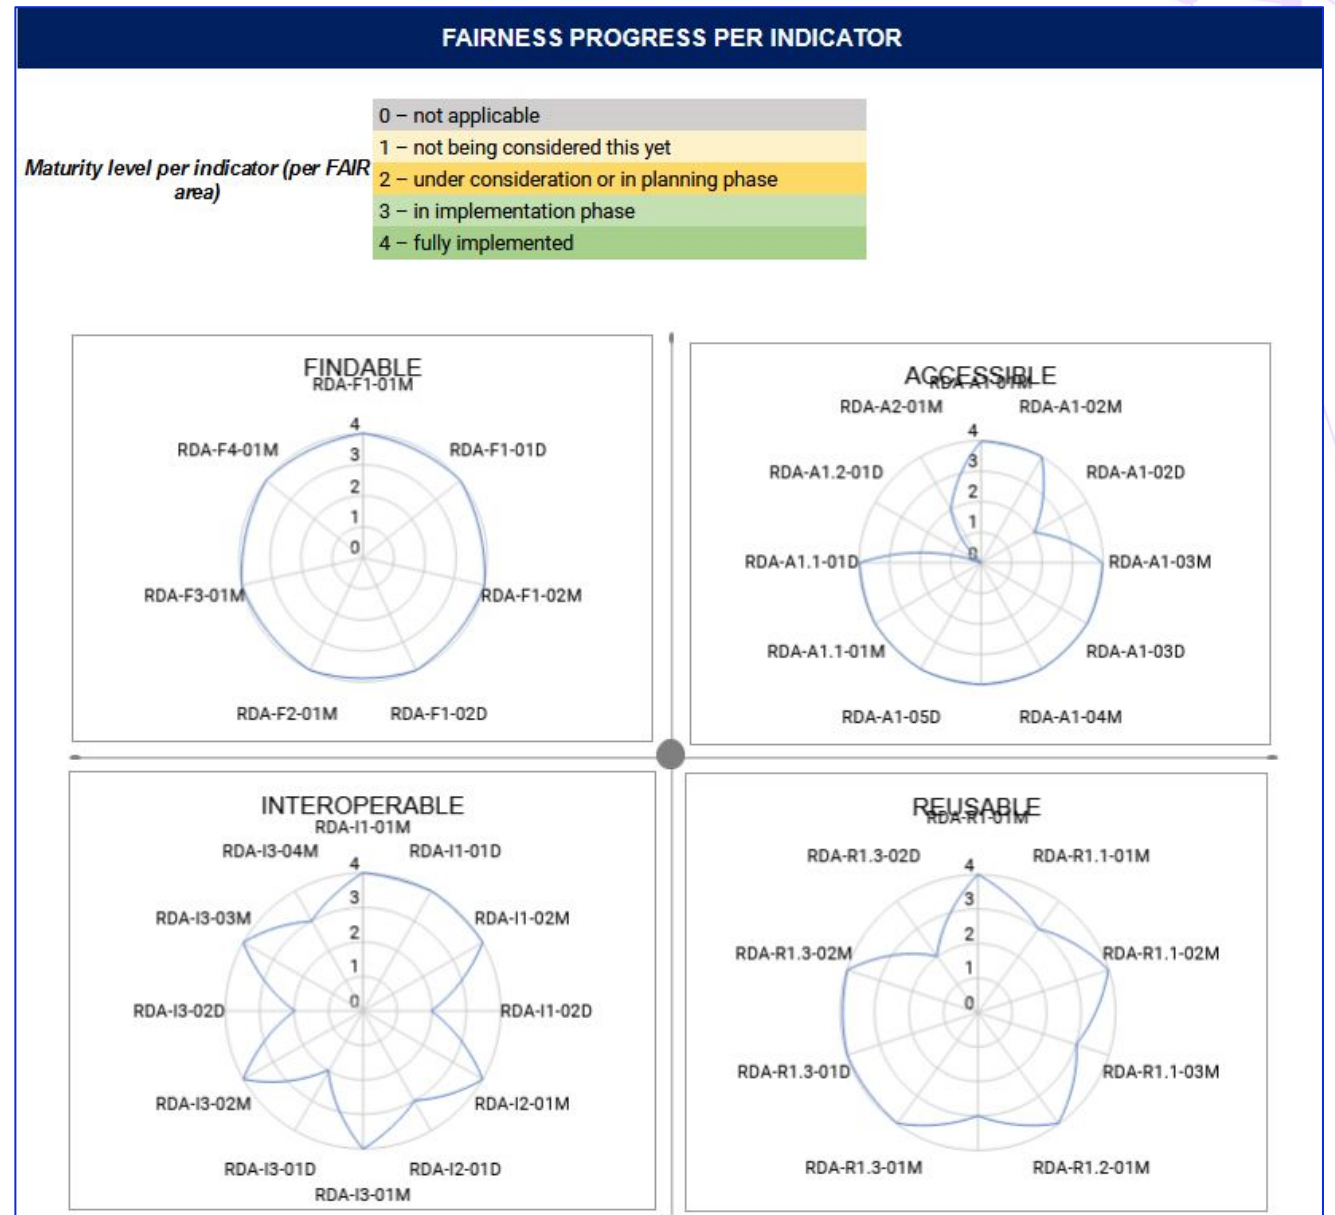 FAIRNESS PROGRESS PER INDICATOR
Maturity level per indicator (per FAIR
area)
0 – not applicable
1 – not being considered this yet
2 – under consideration or in planning phase
3 – in implementation phase
4 – fully implemented
FINDABLE
RDA-F1-01M
4
RDA-F4-01M
RDA-F1-01D
3
2
1
0
RDA-F3-01M
RDA-F1-02M
RDA-F2-01M
RDA-F1-02D
ACCESSIBLE
RDA-A1-01M
RDA-A2-01M
RDA-A1-02M
4
3
RDA-A1.2-01D
RDA-A1-02D
2
1
0
RDA-A1.1-01D
RDA-A1-03M
RDA-A1.1-01M
RDA-A1-03D
RDA-A1-05D
RDA-A1-04M
INTEROPERABLE
RDA-I1-01M
RDA-I3-04M
RDA-I1-01D
4
3
RDA-I3-03M
RDA-I1-02M
2
1
0
RDA-I3-02D
RDA-I1-02D
RDA-I3-02M
RDA-I2-01M
RDA-I3-01D
RDA-I2-01D
RDA-I3-01M
REUSABLE
RDA-R1-01M
RDA-R1.3-02D
RDA-R1.1-01M
4
3
2
RDA-R1.3-02M
RDA-R1.1-02M
1
0
RDA-R1.3-01D
RDA-R1.1-03M
RDA-R1.3-01M
RDA-R1.2-01M